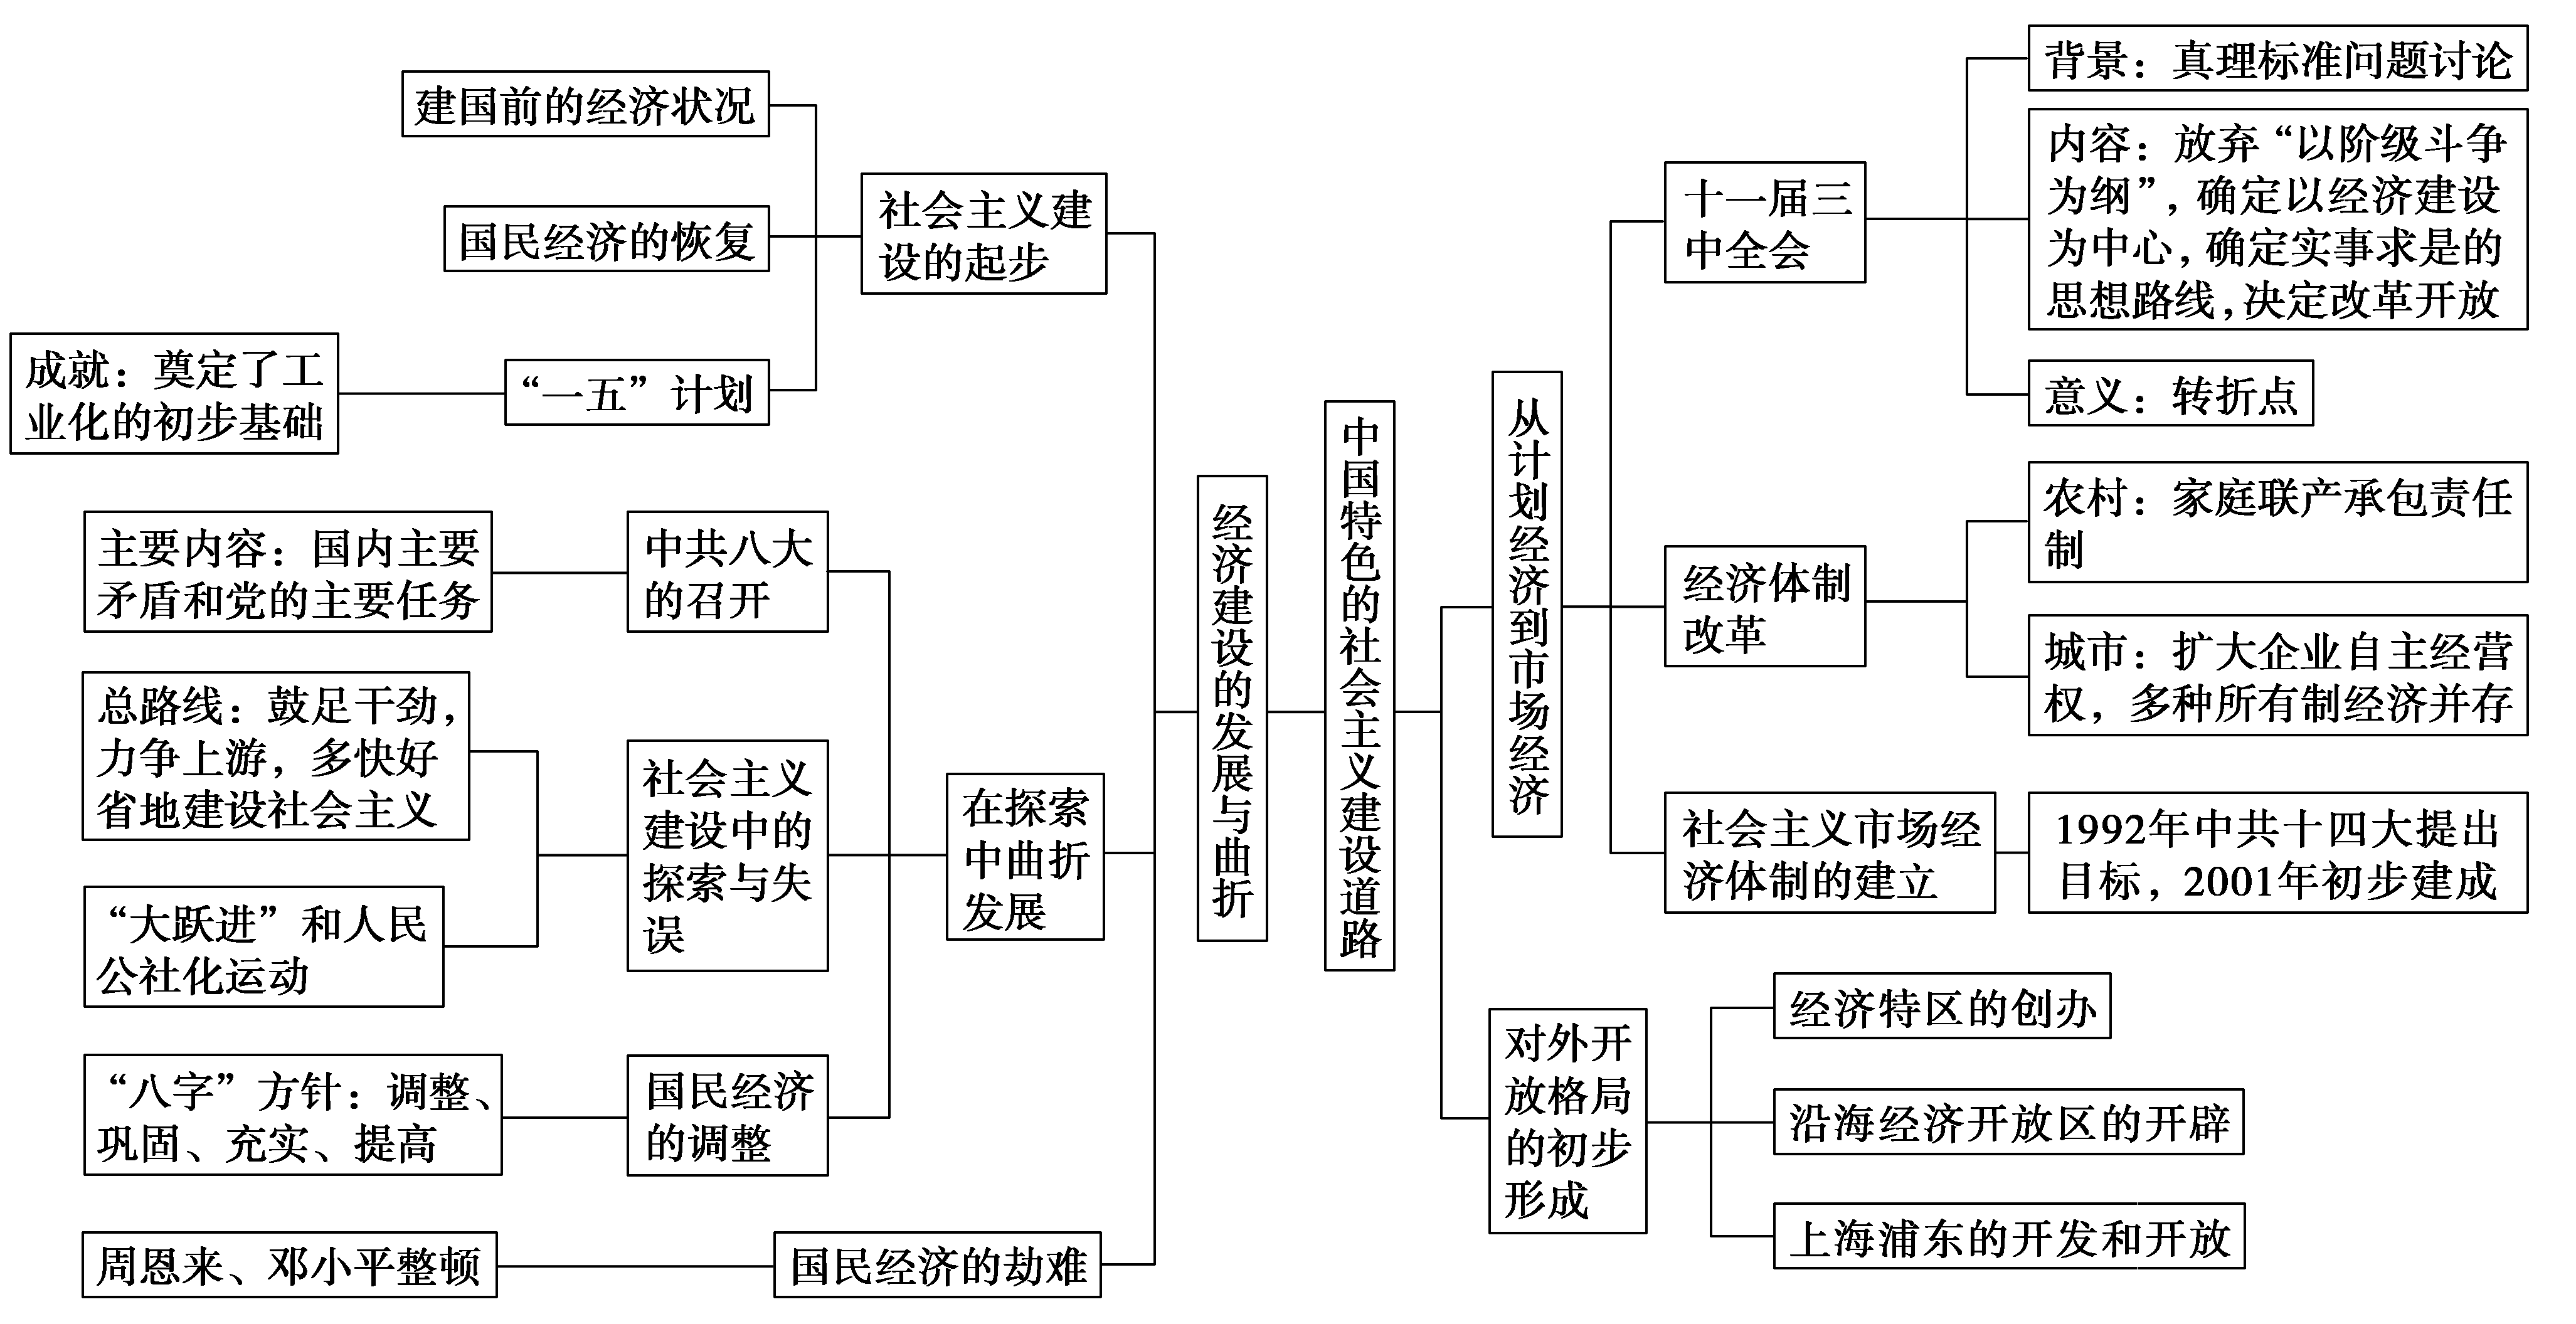 建国前的经济状况
国民经济的恢复
“一五”计划
成就：奠定了工
业化的初步基础
社会主义建
设的起步
主要内容：国内主要
矛盾和党的主要任务
中共八大
的召开
总路线：鼓足干劲，
力争上游，多快好
省地建设社会主义
“大跃进”和人民
公社化运动
社会主义
建设中的
探索与失
误
“八字”方针：调整、
巩固、充实、提高
国民经济
的调整
在探索
中曲折
发展
周恩来、邓小平整顿
国民经济的劫难
经济建设的发展与曲折
中国特色的社会主义建设道路
从计划经济到市场经济
十一届三
中全会
背景：真理标准问题讨论
内容：放弃“以阶级斗争
为纲”，确定以经济建设
为中心，确定实事求是的
思想路线，决定改革开放
意义：转折点
经济体制
改革
农村：家庭联产承包责任
制
城市：扩大企业自主经营
权，多种所有制经济并存
社会主义市场经
济体制的建立
1992年中共十四大提出
目标，2001年初步建成
对外开
放格局
的初步
形成
经济特区的创办
沿海经济开放区的开辟
上海浦东的开发和开放